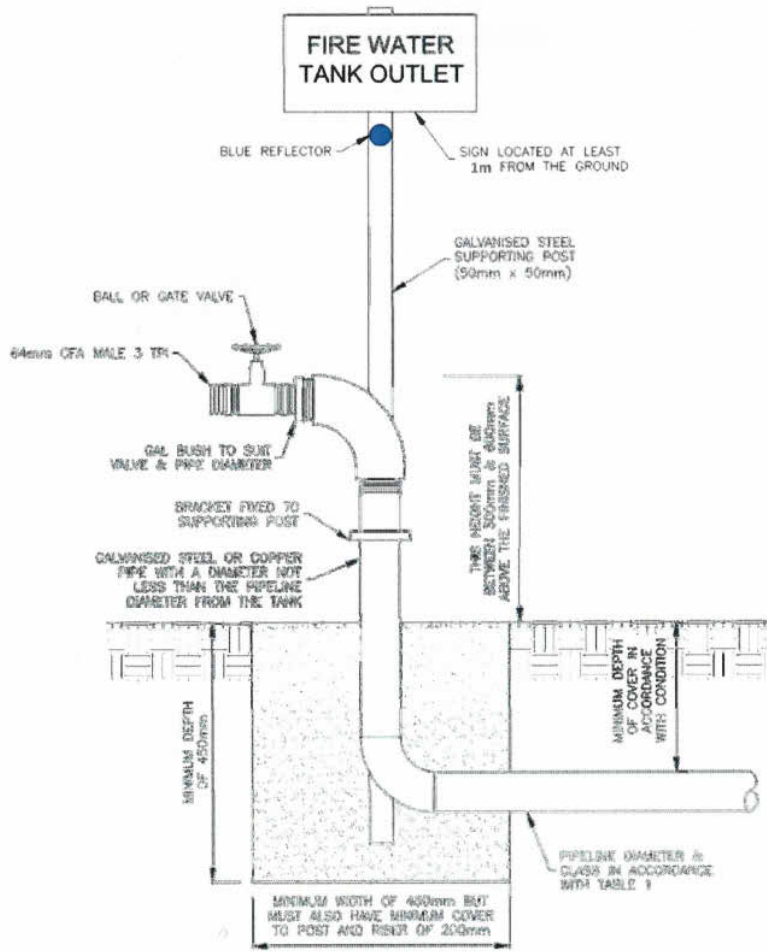 FIRE WATER
TANK OUTLET
BLUE REFLECTOR
SIGN LOCATED AT LEAST
1m FROM THE GROUND
GALVANISED STEEL
SUPPORTING POST
(50mm x 50mm)
BALL OR GATE VALVE
64mm CFA MALE 3 TPI
GAL BUSH TO SUIT
VALVE & PIPE DIAMETER
BRACKET FIXED TO
SUPPORTING POST
GALVANISED STEEL OR COPPER
PIPE WITH A DIAMETER NOT
LESS THAN THE PIPELINE
DIAMETER FROM THE TANK
THIS HEIGHT MUST BE
BETWEEN 300mm & 600mm
ABOVE THE FINISHED SURFACE
MINIMUM DEPTH
OF COVER IN
ACCORDANCE
WITH CONDITION
MINIMUM DEPTH
OF 450mm
PIPELINE DIAMETER &
CLASS IN ACCORDANCE
WITH TABLE 1
MINIMUM WIDTH OF 450mm BUT
MUST ALSO HAVE MINIMUM COVER
TO POST AND RISER OF 200mm